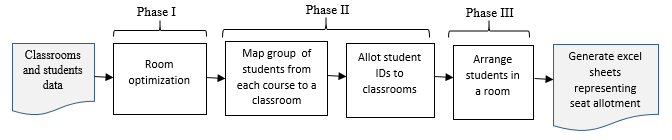 Phase I
Phase II
Phase III
Classrooms
and students
data
Room
optimization
Map group of
students from
each course to a
classroom
Allot student
IDs to
classrooms
Arrange
students in
a room
Generate excel
sheets
representing
seat allotment